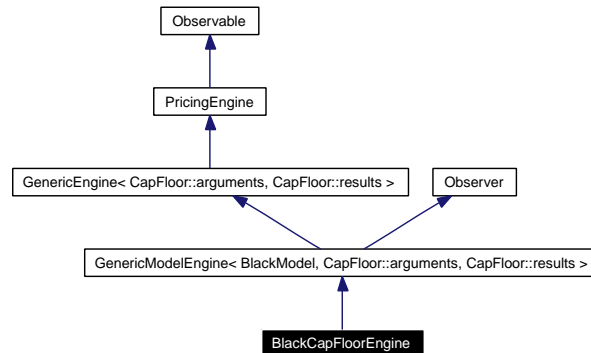 Observable
PricingEngine
GenericEngine< CapFloor::arguments, CapFloor::results >
Observer
GenericModelEngine< BlackModel, CapFloor::arguments, CapFloor::results >
BlackCapFloorEngine